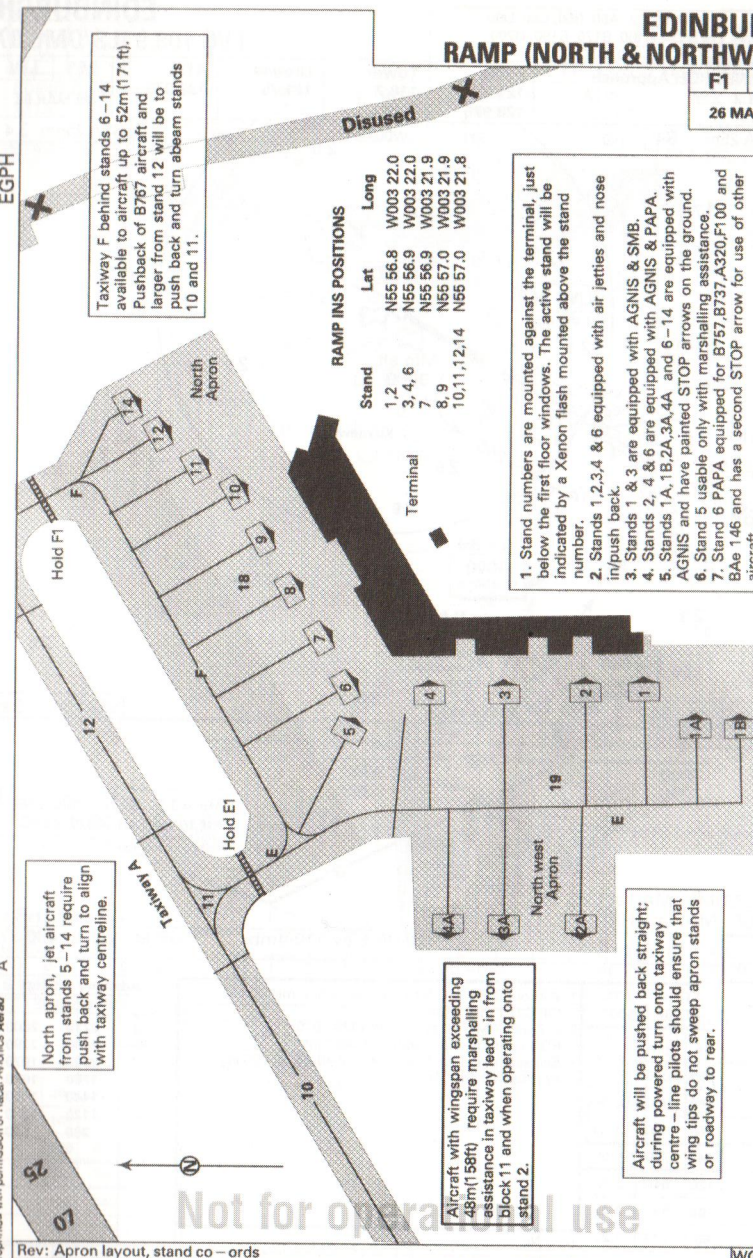 EDINBU
RAMP (NORTH & NORTHW
F1
26 MA
EGPH
Taxiway F behind stands 6–14
available to aircraft up to 52m(171ft).
Pushback of B767 aircraft and
larger from stand 12 will be to
push back and turn abeam stands
10 and 11.
Disused
RAMP INS POSITIONS
Stand Lat Long
1,2 N55 56.8 W003 22.0
3,4,6 N55 56.9 W003 22.0
7 N55 56.9 W003 21.9
8,9 N55 57.0 W003 21.9
10,11,12,14 N55 57.0 W003 21.8
1. Stand numbers are mounted against the terminal, just
below the first floor windows. The active stand will be
indicated by a Xenon flash mounted above the stand
number.
2. Stands 1,2,3,4 & 6 equipped with air jetties and nose
in/push back.
3. Stands 1 & 3 are equipped with AGNIS & SMB.
4. Stands 2, 4 & 6 are equipped with AGNIS & PAPA.
5. Stands 1A,1B,2A,3A,4A and 6–14 are equipped with
AGNIS and have painted STOP arrows on the ground.
6. Stand 5 usable only with marshalling assistance.
7. Stand 6 PAPA equipped for B757,B737,A320,F100 and
BAe 146 and has a second STOP arrow for use of other
aircraft
North
Apron
14
12
11
10
9
8
7
6
5
F
18
F
Hold F1
Terminal
12
Taxiway A
Hold E1
11
E
10
4
3
2
1
1A
1B
19
E
4A
3A
2A
North west
Apron
North apron, jet aircraft
from stands 5–14 require
push back and turn to align
with taxiway centreline.
Aircraft with wingspan exceeding
48m(158ft) require marshalling
assistance in taxiway lead–in from
block 11 and when operating onto
stand 2.
Aircraft will be pushed back straight;
during powered turn onto taxiway
centre–line pilots should ensure that
wing tips do not sweep apron stands
or roadway to rear.
A
25
07
N
Not for operational use
Rev: Apron layout, stand co–ords